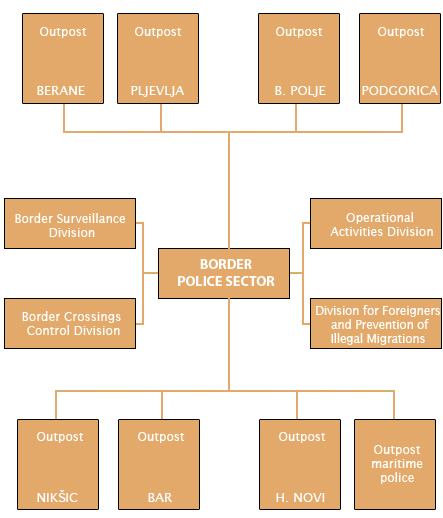 Outpost
BERANE
Outpost
PLJEVLJA
Outpost
B. POLJE
Outpost
PODGORICA
Border Surveillance
Division
Operational
Activities Division
BORDER
POLICE SECTOR
Border Crossings
Control Division
Division for Foreigners
and Prevention of
Illegal Migrations
Outpost
NIKŠIC
Outpost
BAR
Outpost
H. NOVI
Outpost
maritime
police